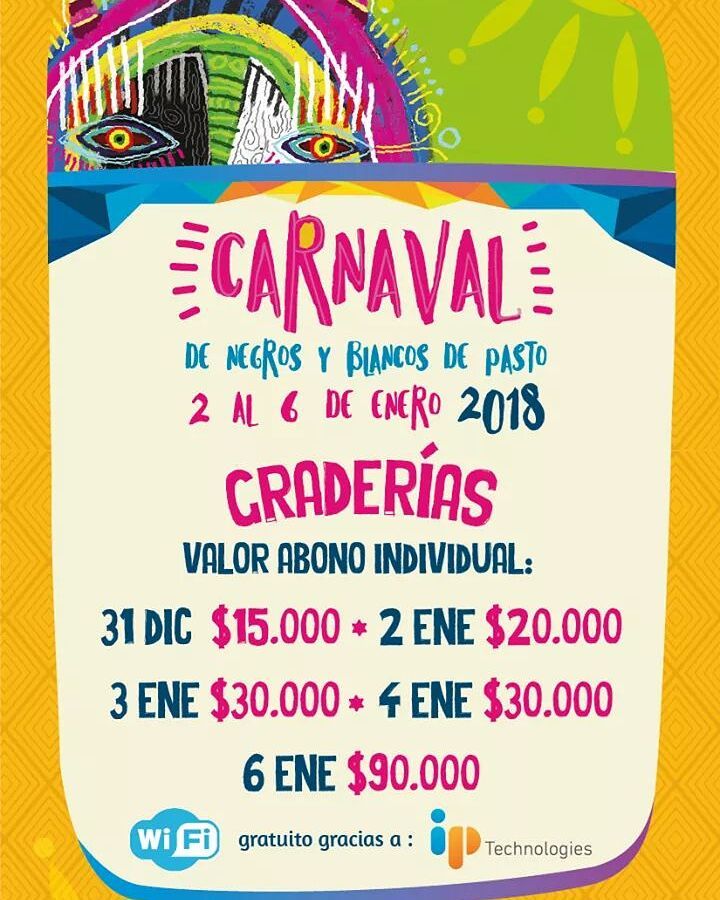 CARNAVAL
DE NEGROS Y BLANCOS DE PASTO
2 AL 6 DE ENERO 2018
GRADERÍAS
VALOR ABONO INDIVIDUAL:
31 DIC $15.000 * 2 ENE $20.000
3 ENE $30.000 * 4 ENE $30.000
6 ENE $90.000
WiFi gratuito gracias a : ip Technologies